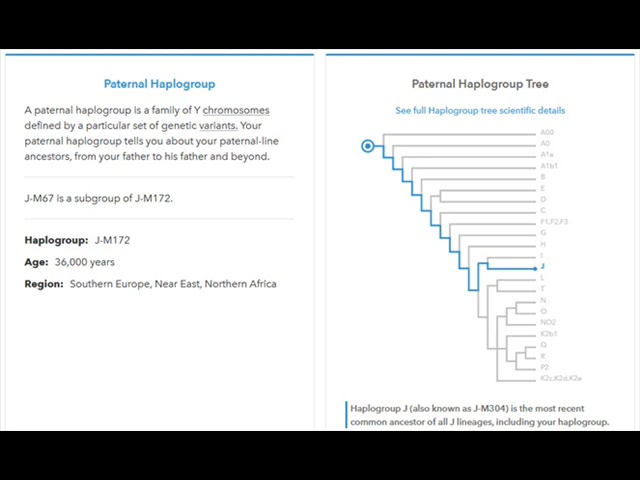 Paternal Haplogroup
A paternal haplogroup is a family of Y chromosomes
defined by a particular set of genetic variants. Your
paternal haplogroup tells you about your paternal-line
ancestors, from your father to his father and beyond.
J-M67 is a subgroup of J-M172.
Haplogroup: J-M172
Age: 36,000 years
Region: Southern Europe, Near East, Northern Africa
Paternal Haplogroup Tree
See full Haplogroup tree scientific details
A00
A0
A1a
A1b1
B
E
D
C
F1,F2,F3
G
H
I
J
L
T
N
O
NO2
K2b1
Q
R
P2
K2c,K2d,K2e
Haplogroup J (also known as J-M304) is the most recent
common ancestor of all J lineages, including your haplogroup.